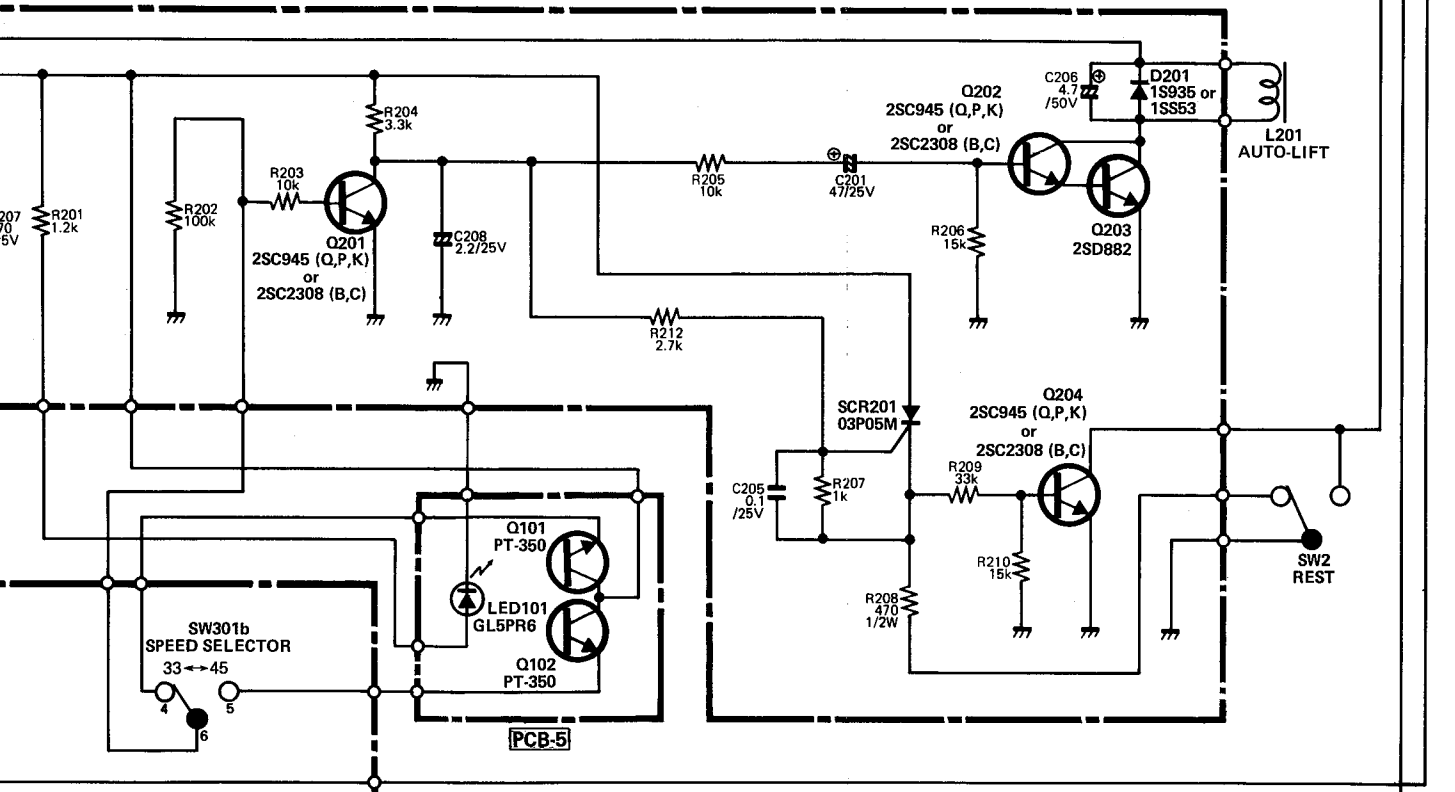 R204
3.3k
R203
10k
207
70
5V
R201
1.2k
R202
100k
Q201
2SC945 (Q,P,K)
or
2SC2308 (B,C)
C208
2.2/25V
R205
10k
⊕
C201
47/25V
Q202
2SC945 (Q,P,K)
or
2SC2308 (B,C)
C206 ⊕
4.7
/50V
D201
1S935 or
1SS53
L201
AUTO-LIFT
R206
15k
Q203
2SD882
R212
2.7k
SCR201
03P05M
Q204
2SC945 (Q,P,K)
or
2SC2308 (B,C)
C205
0.1
/25V
R207
1k
R209
33k
R210
15k
R208
470
1/2W
SW2
REST
Q101
PT-350
LED101
GL5PR6
Q102
PT-350
PCB-5
SW301b
SPEED SELECTOR
33↔45
4
5
6